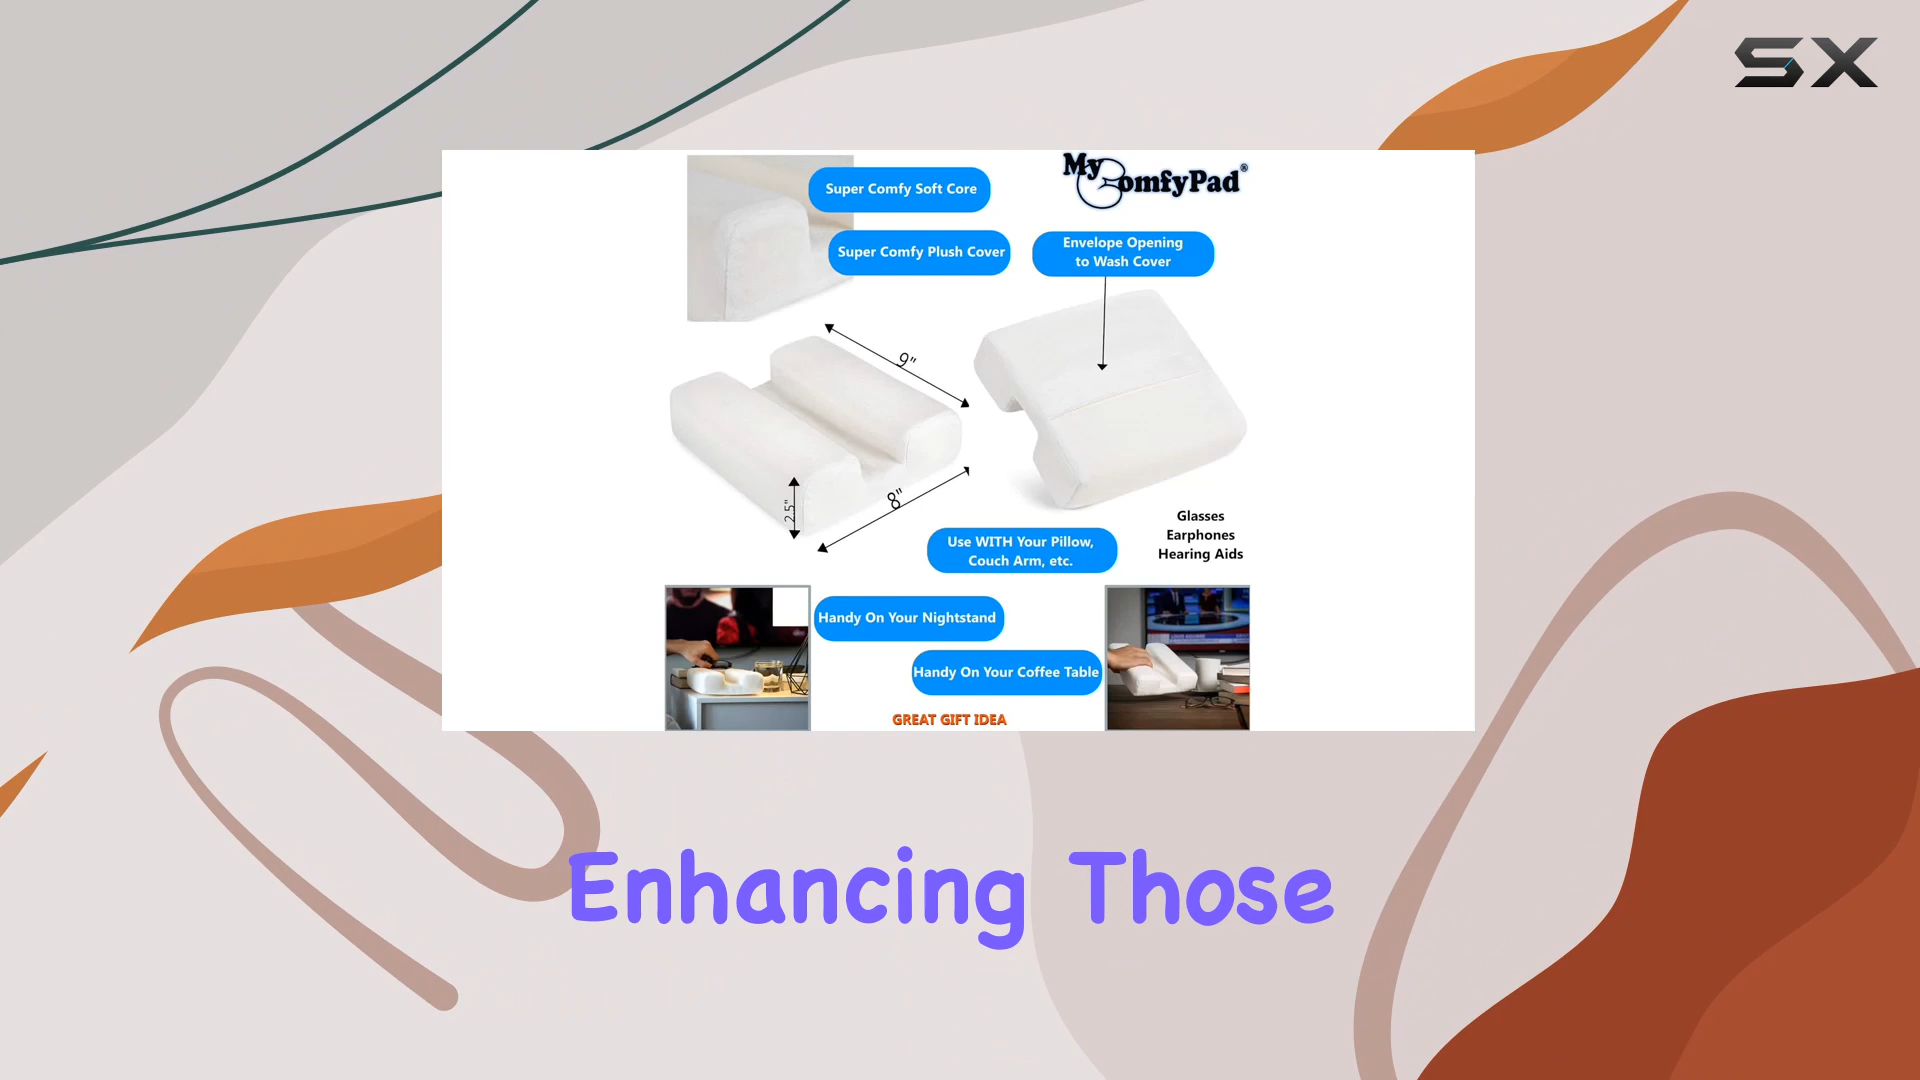 SX
My ComfyPad®
Super Comfy Soft Core
Super Comfy Plush Cover
Envelope Opening
to Wash Cover
9"
8"
2.5"
Use WITH Your Pillow,
Couch Arm, etc.
Glasses
Earphones
Hearing Aids
Handy On Your Nightstand
Handy On Your Coffee Table
GREAT GIFT IDEA
Enhancing Those